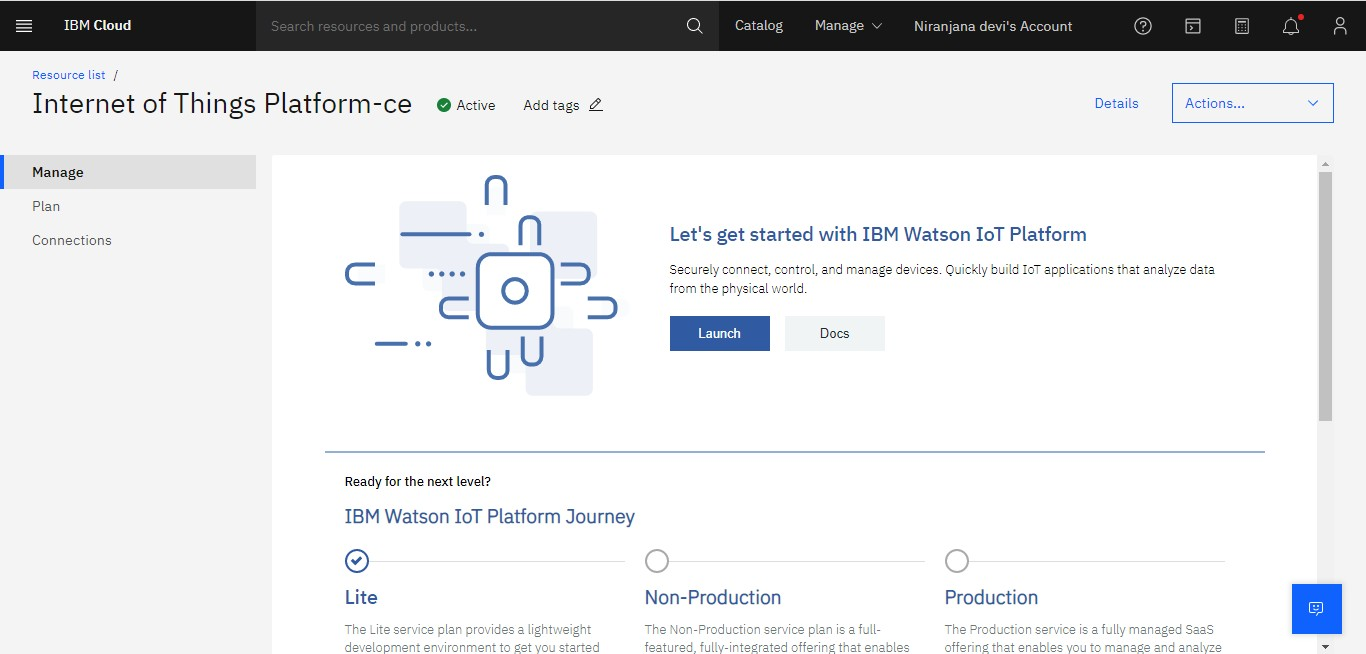 IBM Cloud
Search resources and products...
Catalog
Manage
Niranjana devi's Account
Resource list /
Internet of Things Platform-ce
Active
Add tags
Details
Actions...
Manage
Plan
Connections
Let's get started with IBM Watson IoT Platform
Securely connect, control, and manage devices. Quickly build IoT applications that analyze data
from the physical world.
Launch
Docs
Ready for the next level?
IBM Watson IoT Platform Journey
Lite
The Lite service plan provides a lightweight
development environment to get you started
Non-Production
The Non-Production service plan is a full-
featured, fully-integrated offering that enables
Production
The Production service is a fully managed SaaS
offering that enables you to manage and analyze